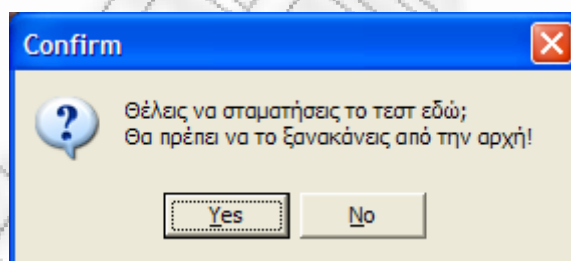 Confirm
Θέλεις να σταματήσεις το τεστ εδώ;
Θα πρέπει να το ξανακάνεις από την αρχή!
Yes No